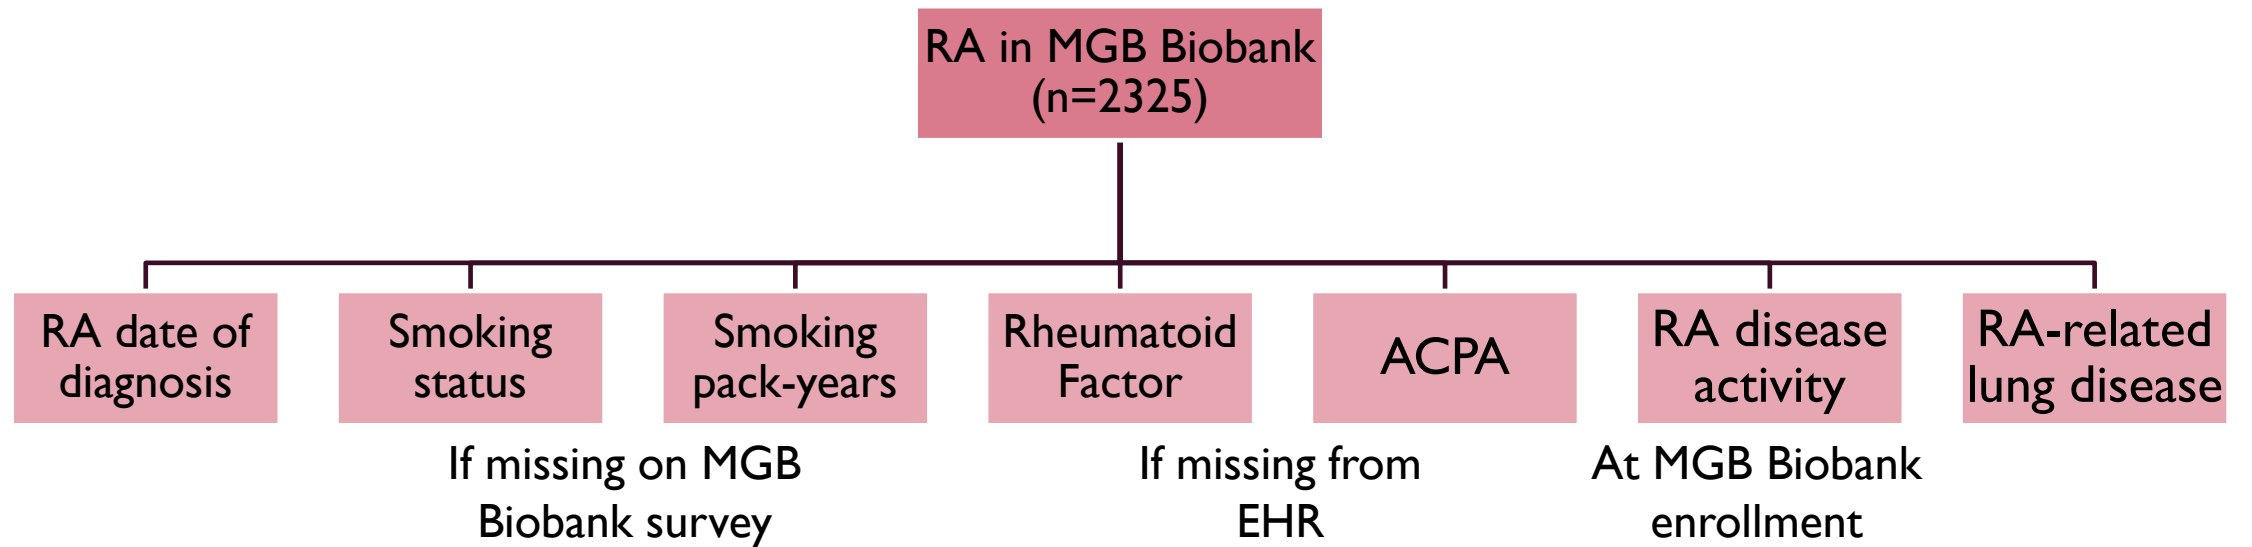 RA in MGB Biobank
(n=2325)
RA date of
diagnosis
Smoking
status
Smoking
pack-years
Rheumatoid
Factor
ACPA
RA disease
activity
RA-related
lung disease
If missing on MGB
Biobank survey
If missing from
EHR
At MGB Biobank
enrollment